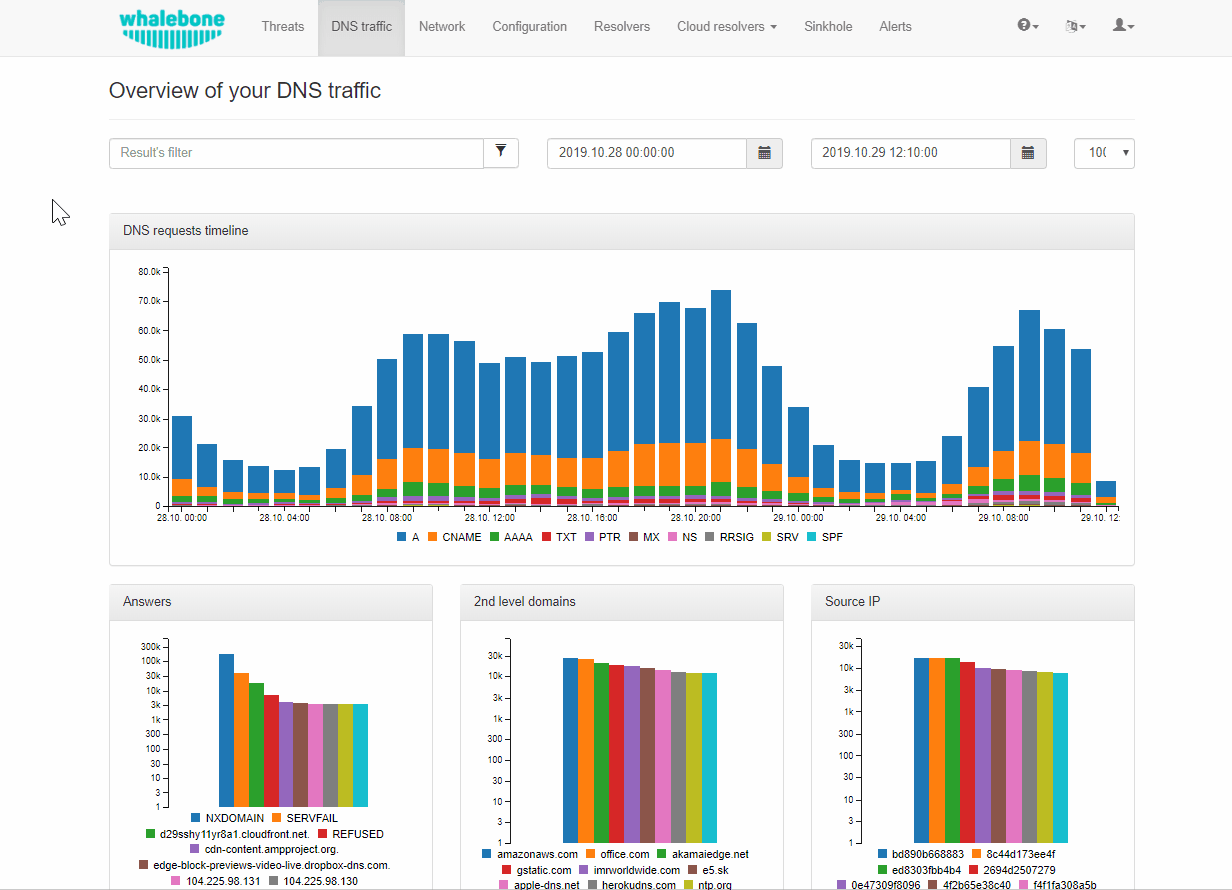 whalebone Threats DNS traffic Network Configuration Resolvers Cloud resolvers Sinkhole Alerts
Overview of your DNS traffic
Result's filter 2019.10.28 00:00:00 2019.10.29 12:10:00 100
DNS requests timeline
80.0k
70.0k
60.0k
50.0k
40.0k
30.0k
20.0k
10.0k
0
28.10. 00:00 28.10. 04:00 28.10. 08:00 28.10. 12:00 28.10. 16:00 28.10. 20:00 29.10. 00:00 29.10. 04:00 29.10. 08:00 29.10. 12:
A CNAME AAAA TXT PTR MX NS RRSIG SRV SPF
Answers
300k
100k
30k
10k
3k
1k
300
100
30
10
3
1
NXDOMAIN SERVFAIL
d29sshy11yr8a1.cloudfront.net. REFUSED
cdn-content.ampproject.org.
edge-block-previews-video-live.dropbox-dns.com.
104.225.98.131 104.225.98.130
2nd level domains
30k
10k
3k
1k
300
100
30
10
3
1
amazonaws.com office.com akamaiedge.net
gstatic.com imrworldwide.com e5.sk
apple-dns.net herokudns.com ntp.org
Source IP
30k
10k
3k
1k
300
100
30
10
3
1
bd890b668883 8c44d173ee4f
ed8303fbb4b4 2694d2507279
0e47309f8096 4f2b65e38c40 f4f1fa308a5b